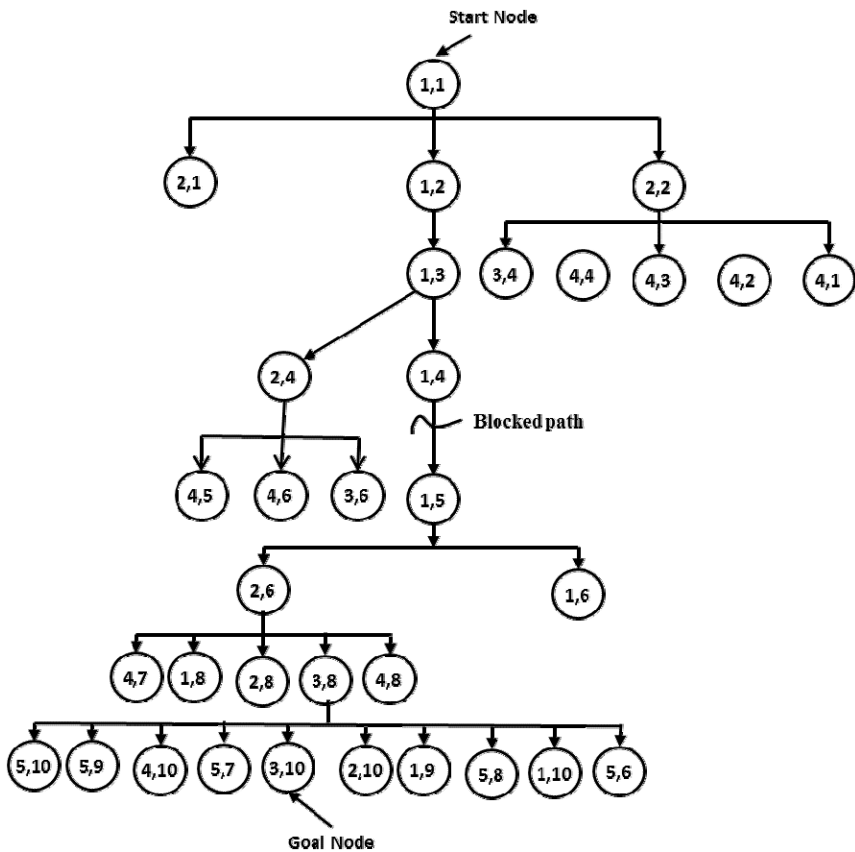 Start Node
1,1
2,1 1,2 2,2
1,3 3,4 4,4 4,3 4,2 4,1
2,4 1,4
Blocked path
4,5 4,6 3,6 1,5
2,6 1,6
4,7 1,8 2,8 3,8 4,8
5,10 5,9 4,10 5,7 3,10 2,10 1,9 5,8 1,10 5,6
Goal Node